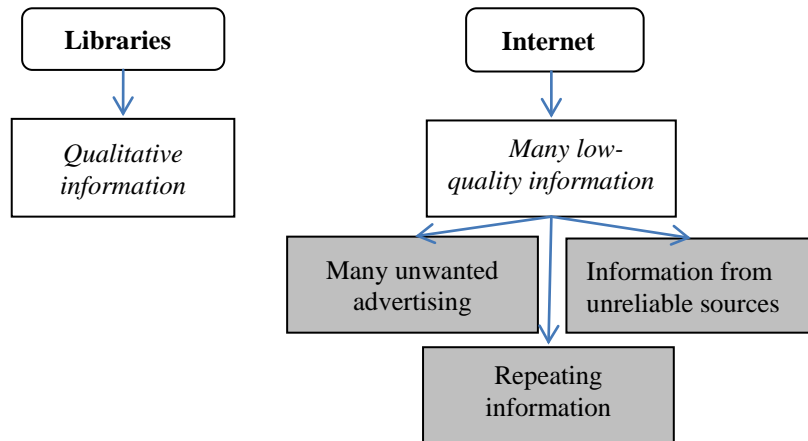 Libraries
Qualitative
information
Internet
Many low-
quality information
Many unwanted
advertising
Information from
unreliable sources
Repeating
information